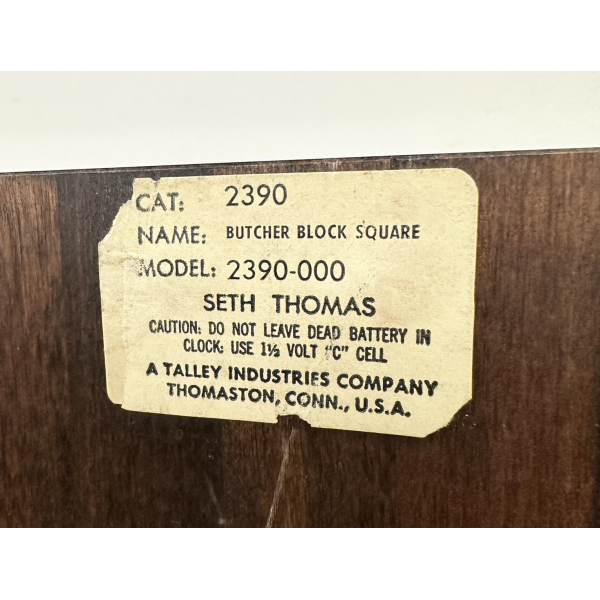 CAT: 2390
NAME: BUTCHER BLOCK SQUARE
MODEL: 2390-000
SETH THOMAS
CAUTION: DO NOT LEAVE DEAD BATTERY IN
CLOCK: USE 1½ VOLT "C" CELL
A TALLEY INDUSTRIES COMPANY
THOMASTON, CONN., U.S.A.